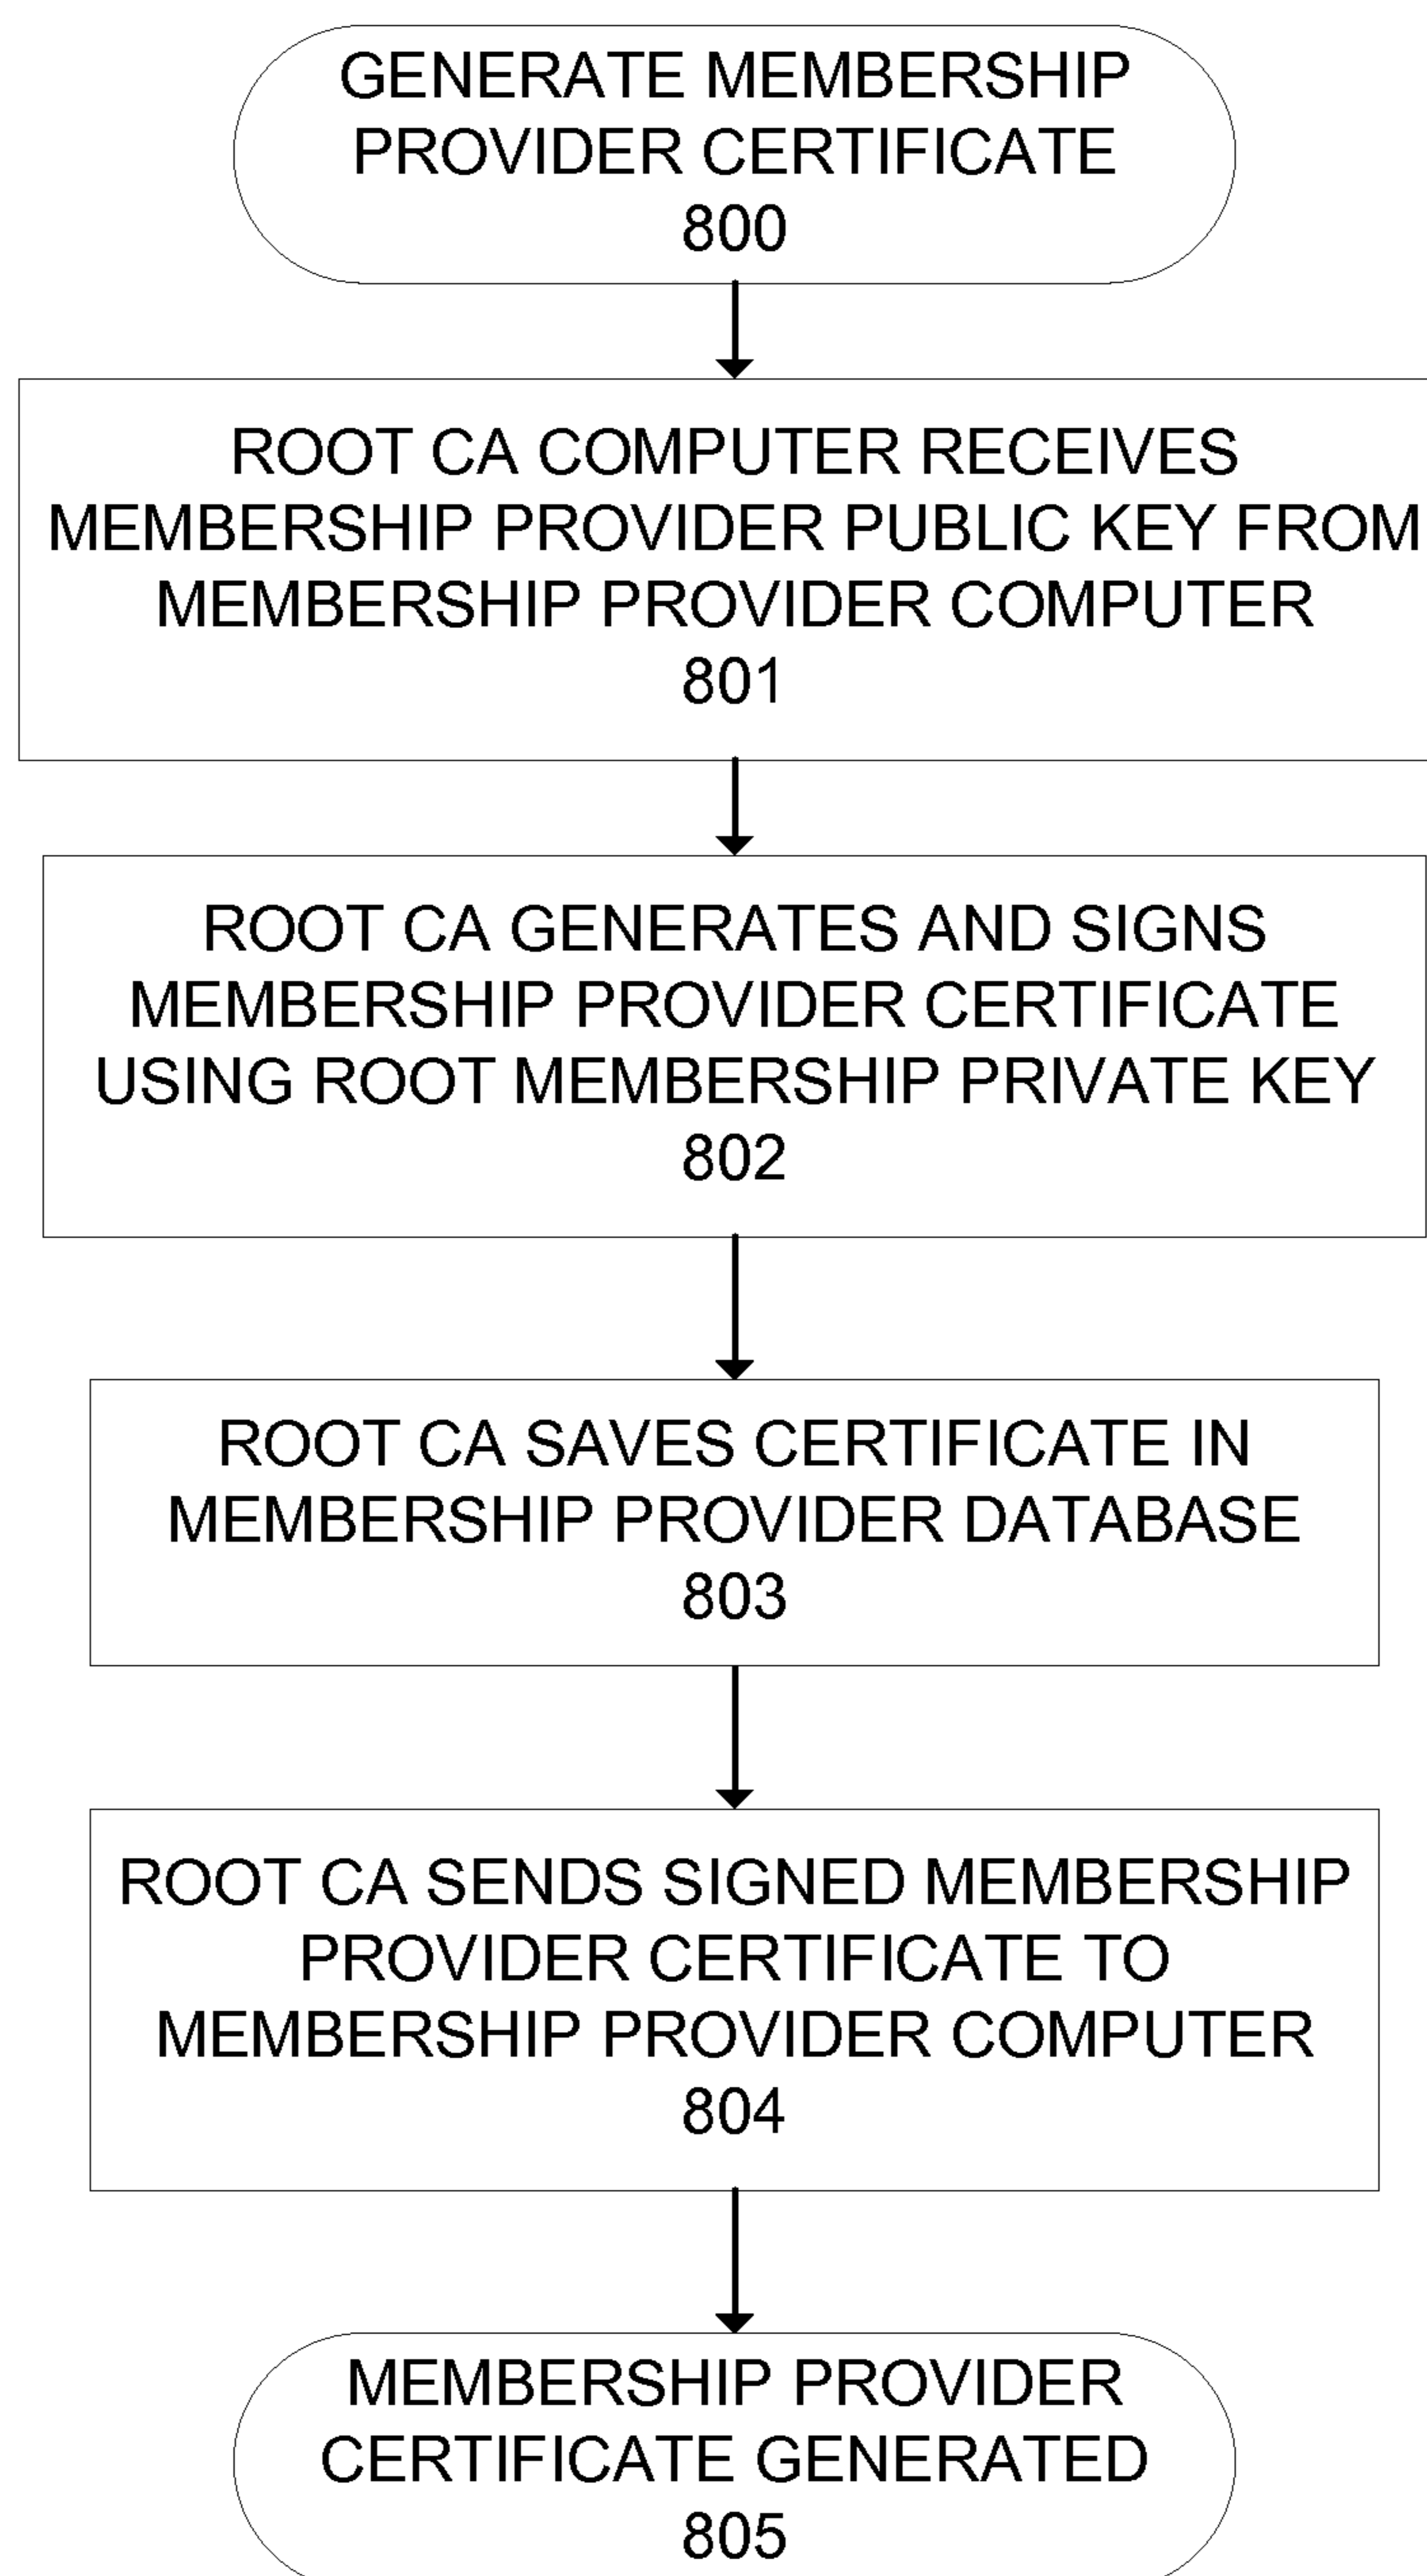 GENERATE MEMBERSHIP
PROVIDER CERTIFICATE
800
ROOT CA COMPUTER RECEIVES
MEMBERSHIP PROVIDER PUBLIC KEY FROM
MEMBERSHIP PROVIDER COMPUTER
801
ROOT CA GENERATES AND SIGNS
MEMBERSHIP PROVIDER CERTIFICATE
USING ROOT MEMBERSHIP PRIVATE KEY
802
ROOT CA SAVES CERTIFICATE IN
MEMBERSHIP PROVIDER DATABASE
803
ROOT CA SENDS SIGNED MEMBERSHIP
PROVIDER CERTIFICATE TO
MEMBERSHIP PROVIDER COMPUTER
804
MEMBERSHIP PROVIDER
CERTIFICATE GENERATED
805